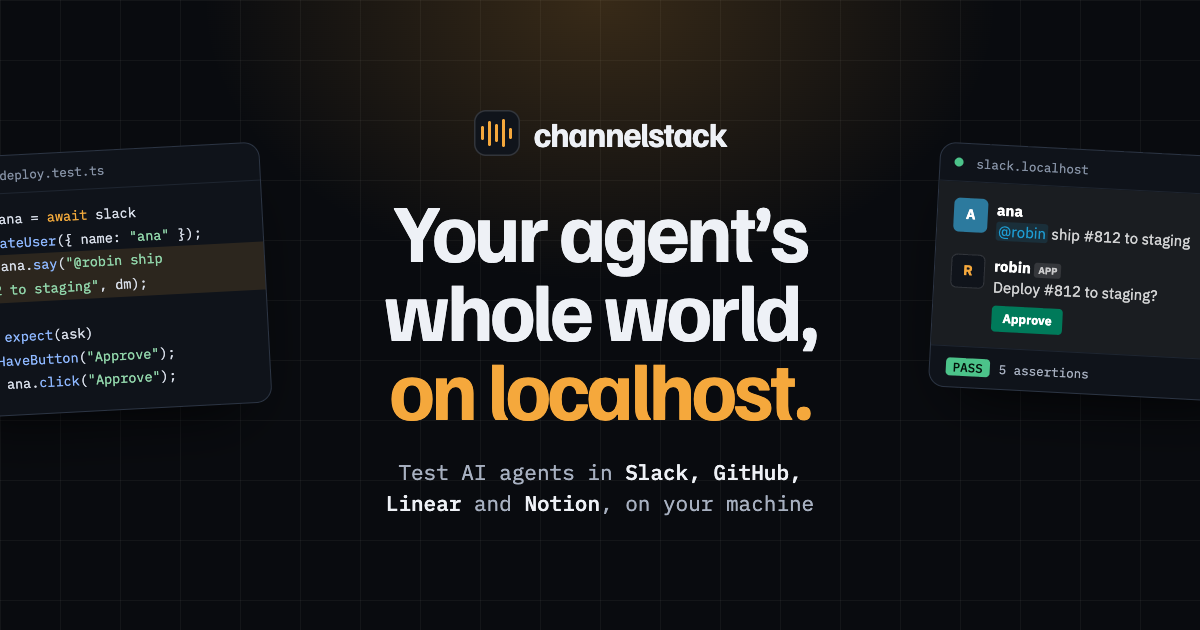 channelstack
Your agent’s
whole world,
on localhost.
Test AI agents in Slack, GitHub,
Linear and Notion, on your machine
deploy.test.ts
ana = await slack
ateUser({ name: "ana" });
ana.say("@robin ship
2 to staging", dm);
expect(ask)
HaveButton("Approve");
ana.click("Approve");
slack.localhost
A
ana
@robin ship #812 to staging
R
robin APP
Deploy #812 to staging?
Approve
PASS 5 assertions